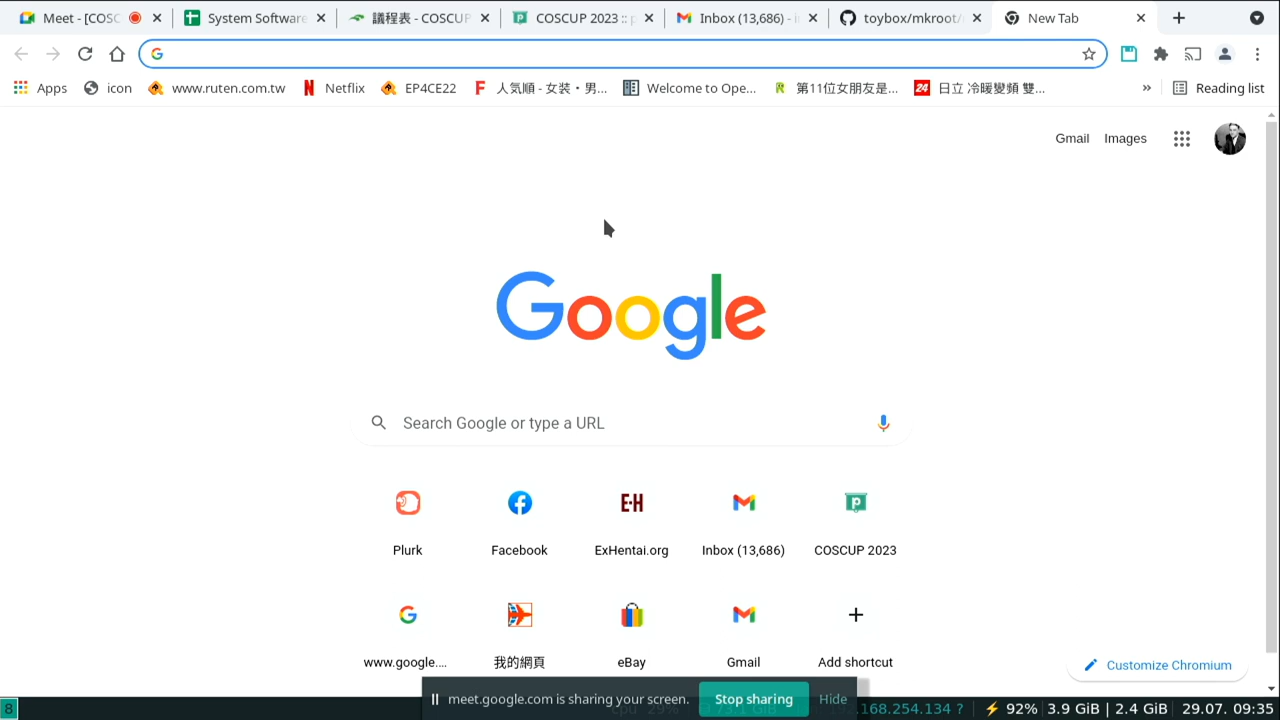 Meet - [COSC
System Software
議程表 - COSCUP
COSCUP 2023 :: p
Inbox (13,686) - i
toybox/mkroot/
New Tab
Apps
icon
www.ruten.com.tw
Netflix
EP4CE22
人気順 - 女装・男...
Welcome to Ope...
第11位女朋友是...
24
日立 冷暖變頻 雙...
»
Reading list
Gmail
Images
Google
Search Google or type a URL
E-H
Plurk
Facebook
ExHentai.org
Inbox (13,686)
COSCUP 2023
www.google....
我的網頁
eBay
Gmail
Add shortcut
Customize Chromium
meet.google.com is sharing your screen.
Stop sharing
Hide
8
.168.254.134 ?
92%
3.9 GiB | 2.4 GiB
29.07. 09:35